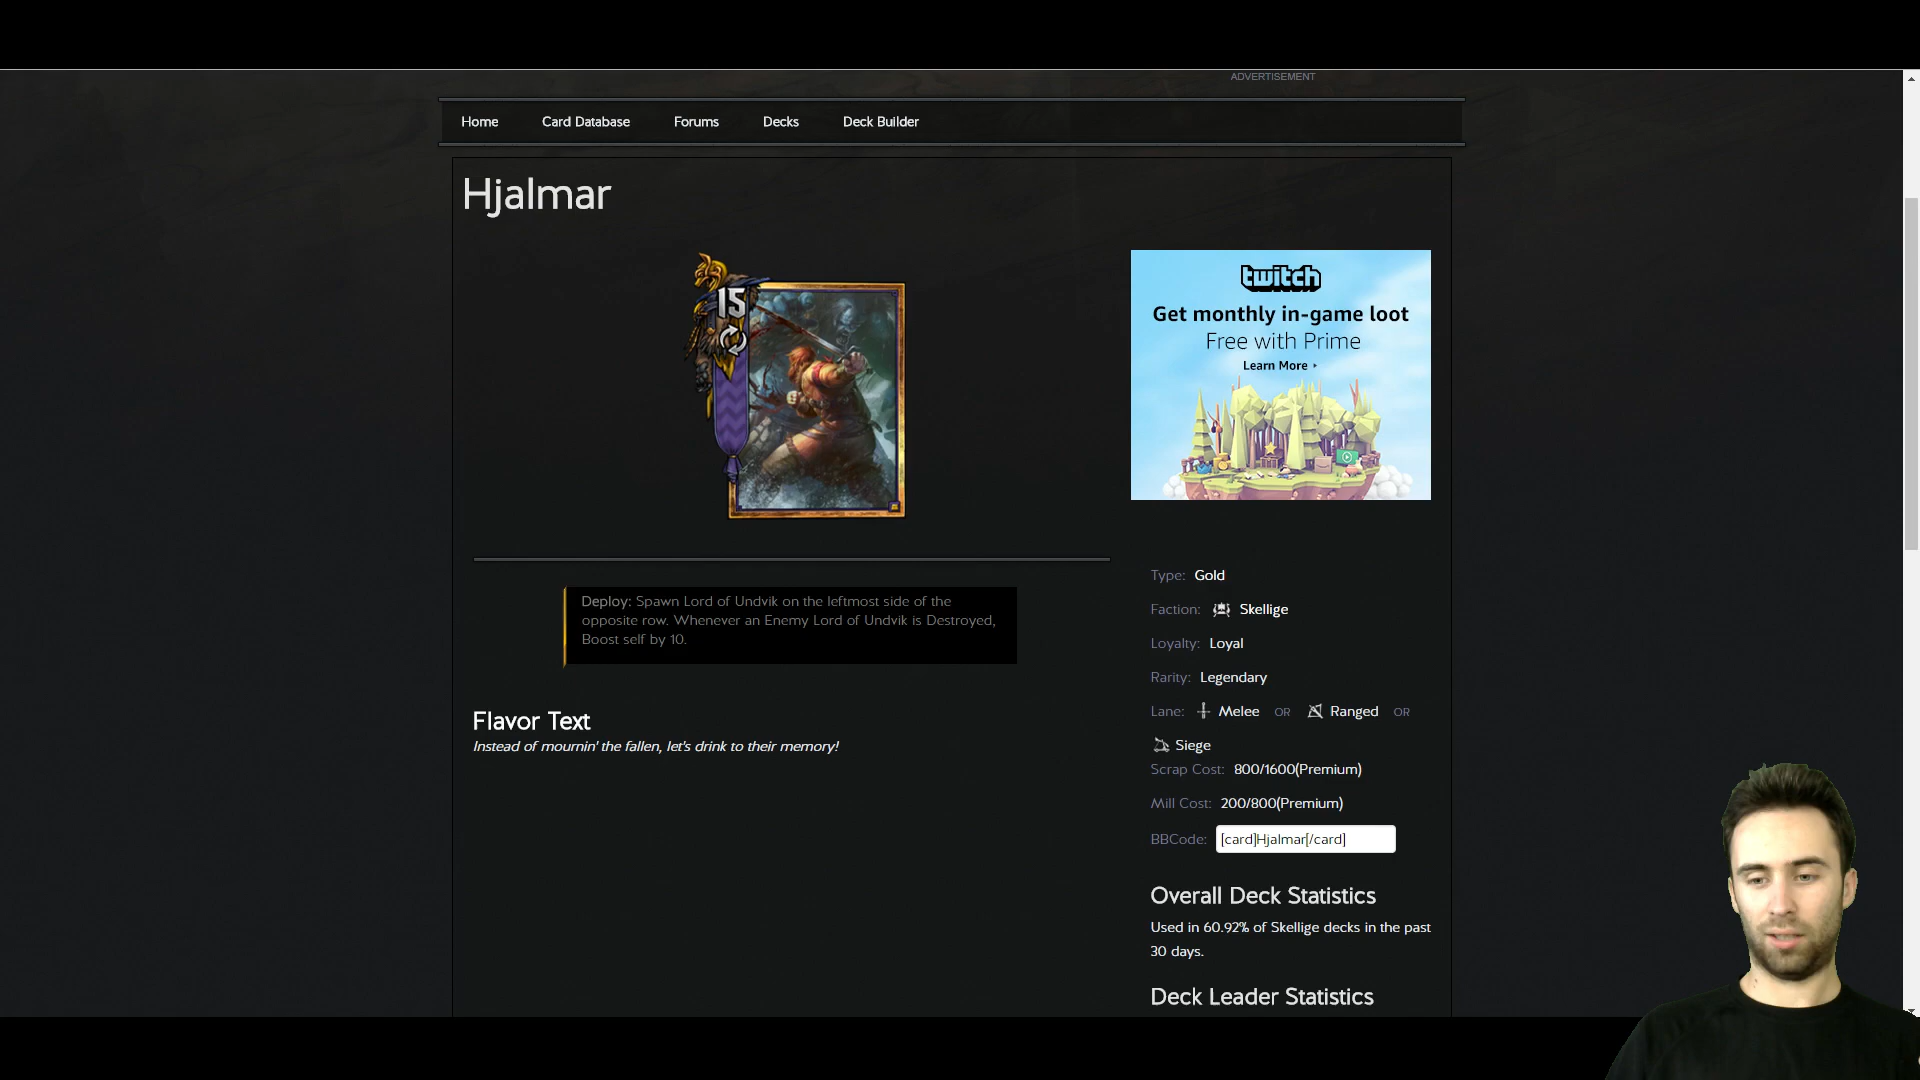 ADVERTISEMENT
Home Card Database Forums Decks Deck Builder
Hjalmar
15
twitch
Get monthly in-game loot
Free with Prime
Learn More
Deploy: Spawn Lord of Undvik on the leftmost side of the
opposite row. Whenever an Enemy Lord of Undvik is Destroyed,
Boost self by 10.
Flavor Text
Instead of mournin' the fallen, let's drink to their memory!
Type: Gold
Faction: Skellige
Loyalty: Loyal
Rarity: Legendary
Lane: Melee OR Ranged OR
Siege
Scrap Cost: 800/1600(Premium)
Mill Cost: 200/800(Premium)
BBCode: [card]Hjalmar[/card]
Overall Deck Statistics
Used in 60.92% of Skellige decks in the past
30 days.
Deck Leader Statistics